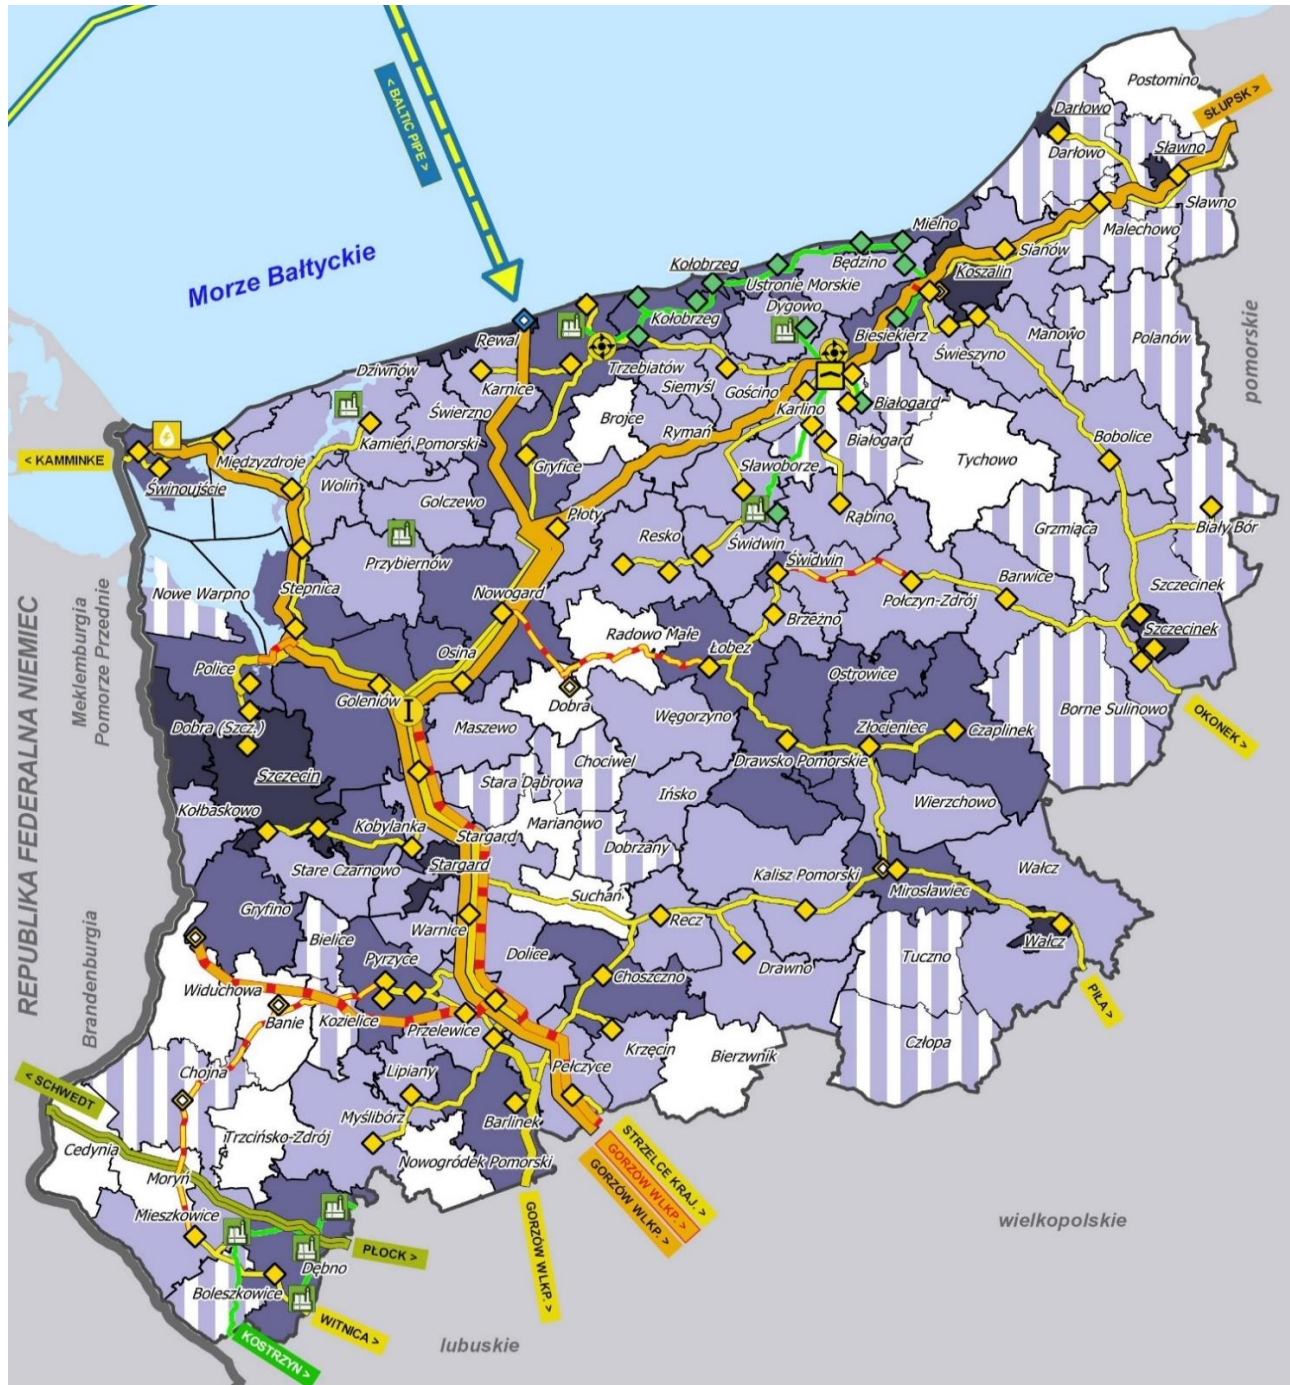 < BALTIC PIPE >
Morze Bałtyckie
Postomino
SŁUPSK >
Darłowo
Darłowo
Sławno
Sławno
Malechowo
Mielno
Sianów
Będzino
Koszalin
Kołobrzeg
Ustronie Morskie
Dygowo
Kołobrzeg
Biesiekierz
Manowo
Polanów
pomorskie
Rewal
Świeszyno
Trzebiatów
Siemyśl
Gościno
Dziwnów
Karnice
Świerzno
Brojce
Karlino
Białogard
Rymań
Białogard
Kamień Pomorski
Bobolice
< KAMMINKE
Międzyzdroje
Gryfice
Sławoborze
Tychowo
Świnoujście
Wolin
Golczewo
Rąbino
Płoty
Resko
Świdwin
Grzmiąca
Biały Bór
Przybiernów
Świdwin
Barwice
Szczecinek
Nowe Warpno
Stepnica
Nowogard
Połczyn-Zdrój
REPUBLIKA FEDERALNA NIEMIEC
Meklemburgia
Pomorze Przednie
Radowo Małe
Brzeżno
Szczecinek
Osina
Łobez
Police
Ostrowice
Goleniów
Dobra
Węgorzyno
Borne Sulinowo
OKONEK >
Dobra (Szcz.)
Maszewo
Złocieniec
Czaplinek
Chociwel
Drawsko Pomorskie
Szczecin
Stara Dąbrowa
Ińsko
Wierzchowo
Kołbaskowo
Kobylanka
Marianowo
Stargard
Dobrzany
Stargard
Stare Czarnowo
Kalisz Pomorski
Wałcz
Mirosławiec
Suchań
Gryfino
Recz
Brandenburgia
Bielice
Warnice
Wałcz
Pyrzyce
Dolice
Tuczno
Drawno
Choszczno
Widuchowa
PIŁA >
Banie
Kozielice
Przelewice
Krzęcin
Bierzwnik
Człopa
Chojna
Lipiany
Pełczyce
< SCHWEDT
Myślibórz
Barlinek
Trzcińsko-Zdrój
Cedynia
Nowogródek Pomorski
STRZELCE KRAJ. >
GORZÓW WLKP. >
GORZÓW WLKP. >
Moryń
Mieszkowice
GORZÓW WLKP. >
wielkopolskie
PŁOCK >
Dębno
Boleszkowice
WITNICA >
KOSTRZYN >
lubuskie